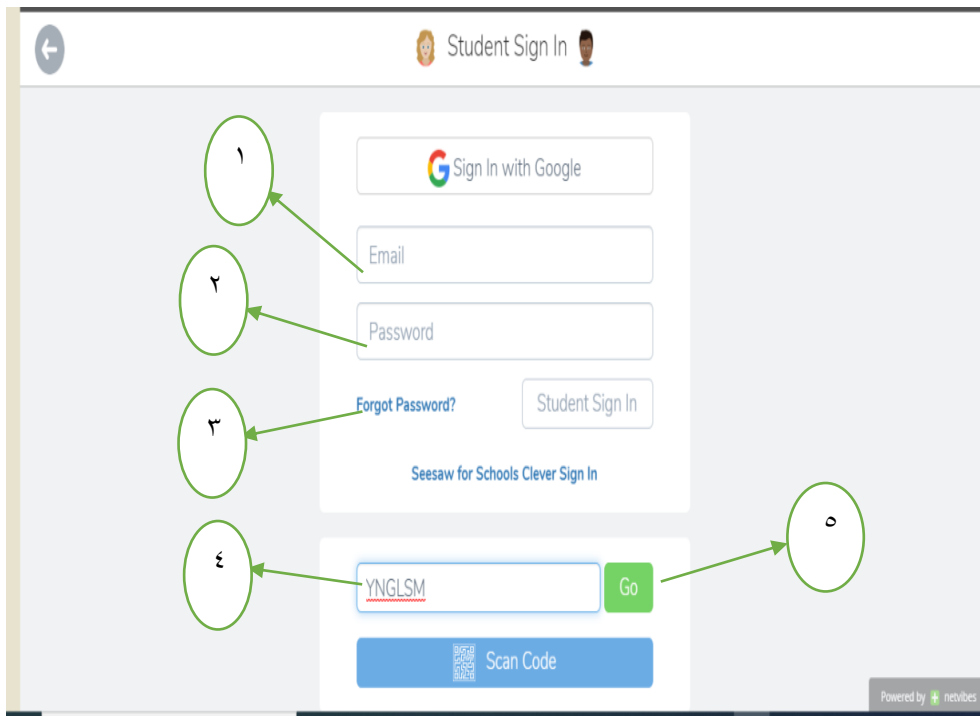 Student Sign In
١
Sign In with Google
Email
٢
Password
٣
Forgot Password?
Student Sign In
Seesaw for Schools Clever Sign In
٤
٥
YNGLSM
Go
Scan Code
Powered by netvibes